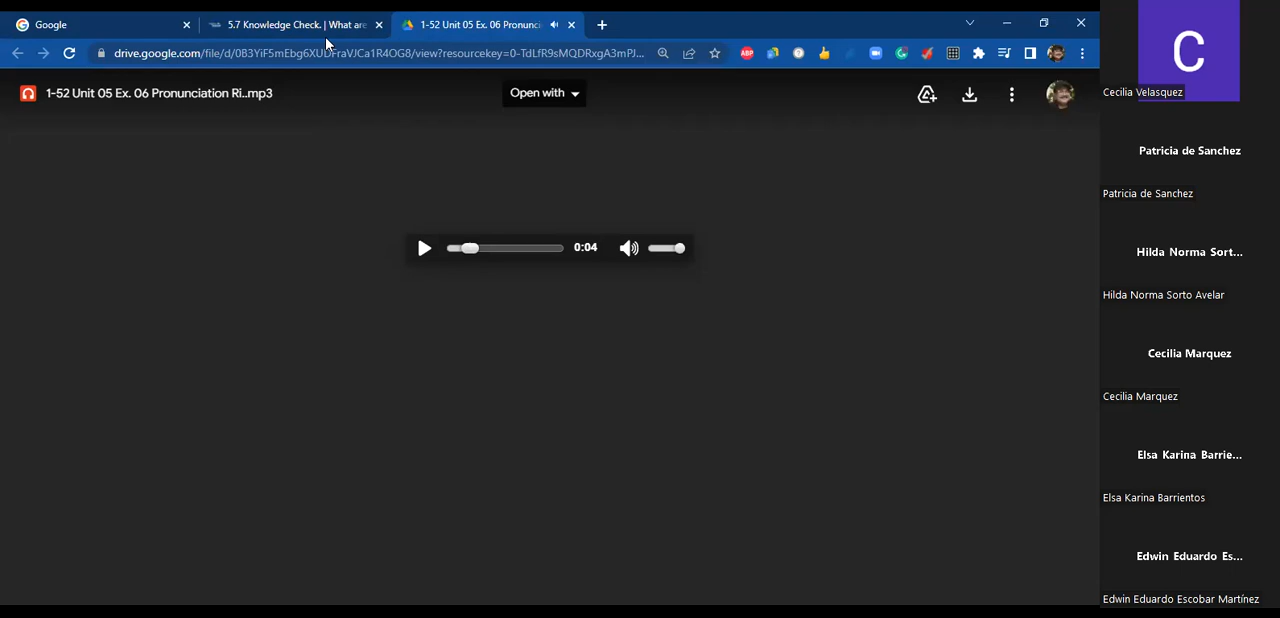 Google
5.7 Knowledge Check. | What are
1-52 Unit 05 Ex. 06 Pronunci
drive.google.com/file/d/0B3YiF5mEbg6XUDFraVJCa1R4OG8/view?resourcekey=0-TdLfR9sMQDRxgA3mPJ...
ABP
1-52 Unit 05 Ex. 06 Pronunciation Ri..mp3
Open with
0:04
C
Cecilia Velasquez
Patricia de Sanchez
Patricia de Sanchez
Hilda Norma Sort...
Hilda Norma Sorto Avelar
Cecilia Marquez
Cecilia Marquez
Elsa Karina Barrie...
Elsa Karina Barrientos
Edwin Eduardo Es...
Edwin Eduardo Escobar Martínez